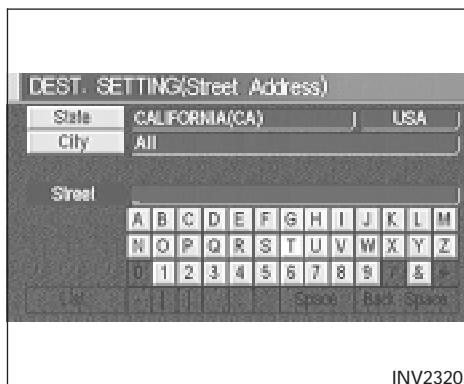 DEST. SETTING(Street Address)
State CALIFORNIA(CA) USA
City All
Street
A B C D E F G H I J K L M
N O P Q R S T U V W X Y Z
0 1 2 3 4 5 6 7 8 9 &
List Space Back Space
INV2320